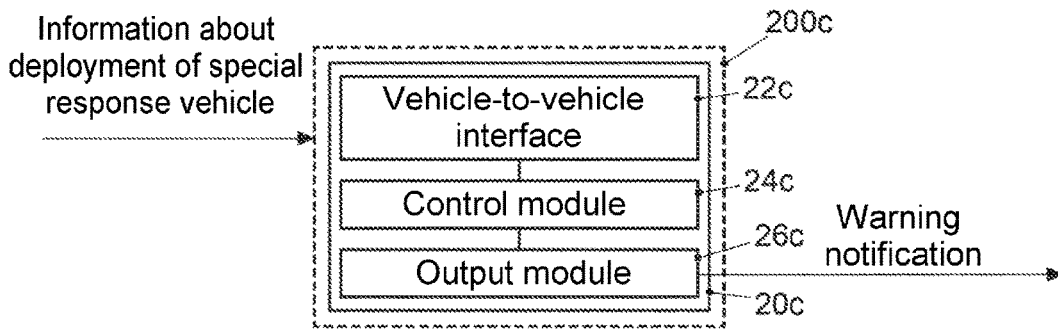 Information about
deployment of special
response vehicle
200c
Vehicle-to-vehicle
interface
22c
Control module
24c
Output module
26c
Warning
notification
20c